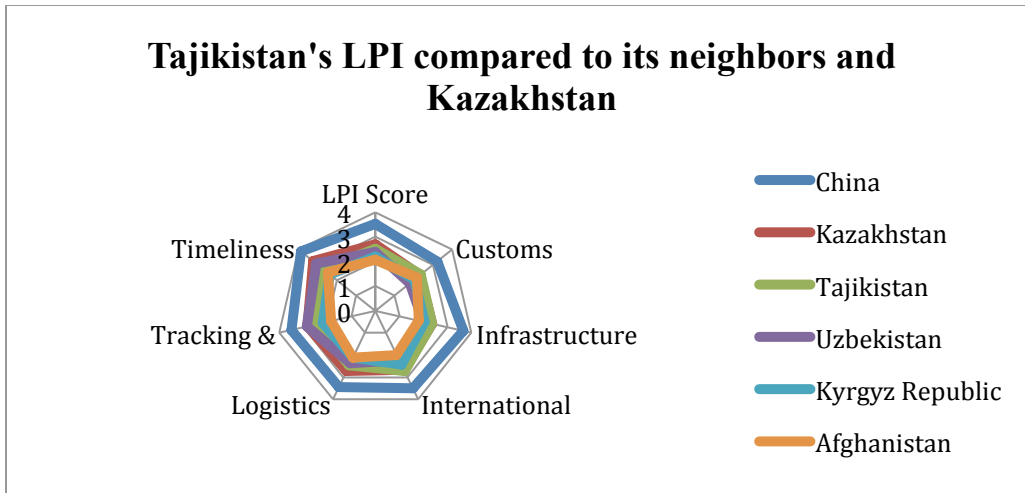 Tajikistan's LPI compared to its neighbors and
Kazakhstan
LPI Score
4
3
2
1
0
Customs
Infrastructure
International
Logistics
Tracking &
Timeliness
China
Kazakhstan
Tajikistan
Uzbekistan
Kyrgyz Republic
Afghanistan